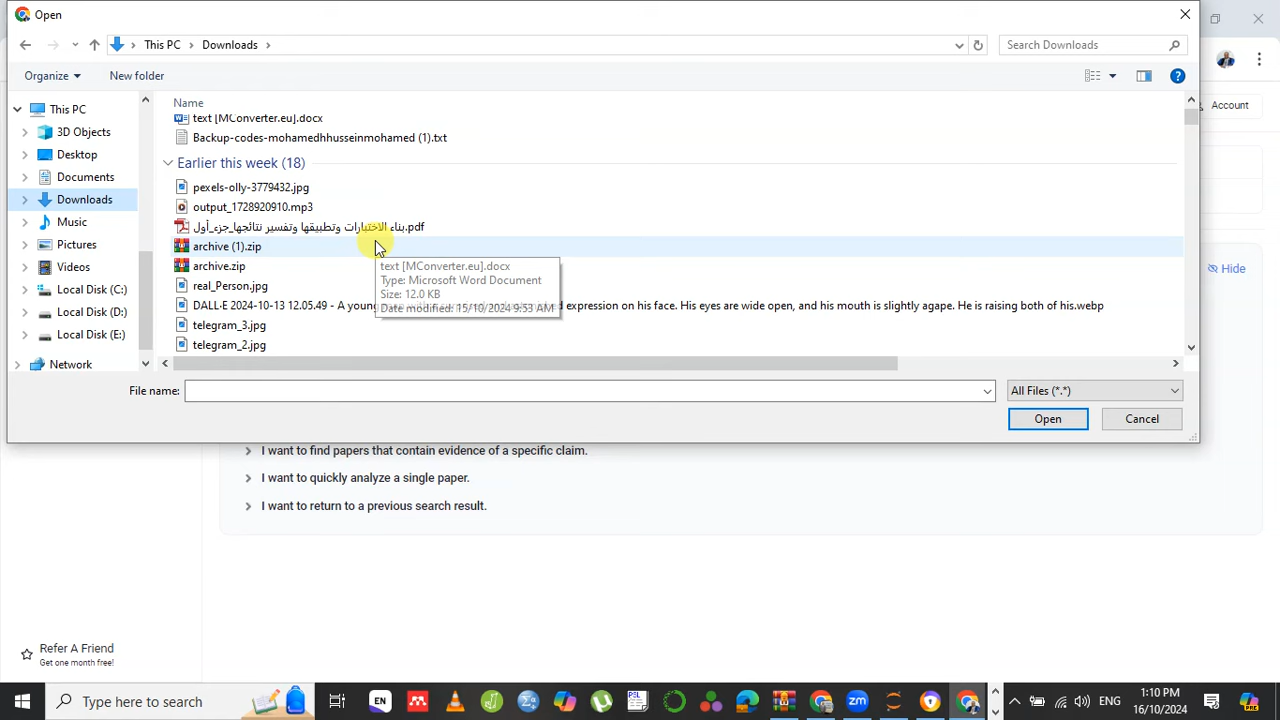 Open
This PC
Downloads
Search Downloads
Organize
New folder
This PC
3D Objects
Desktop
Documents
Downloads
Music
Pictures
Videos
Local Disk (C:)
Local Disk (D:)
Local Disk (E:)
Network
Name
text [MConverter.eu].docx
Backup-codes-mohamedhhusseinmohamed (1).txt
Earlier this week (18)
pexels-olly-3779432.jpg
output_1728920910.mp3
بناء الاختبارات وتطبيقها وتفسير نتائجها_جزء_أول.pdf
archive (1).zip
archive.zip
real_Person.jpg
DALL-E 2024-10-13 12.05.49 - A young expression on his face. His eyes are wide open, and his mouth is slightly agape. He is raising both of his.webp
telegram_3.jpg
telegram_2.jpg
text [MConverter.eu].docx
Type: Microsoft Word Document
Size: 12.0 KB
Date modified: 15/10/2024 9:53 AM
File name:
All Files (*.*)
Open
Cancel
Account
Hide
I want to find papers that contain evidence of a specific claim.
I want to quickly analyze a single paper.
I want to return to a previous search result.
Refer A Friend
Get one month free!
Type here to search
EN
PSL
ENG
1:10 PM
16/10/2024
PRE